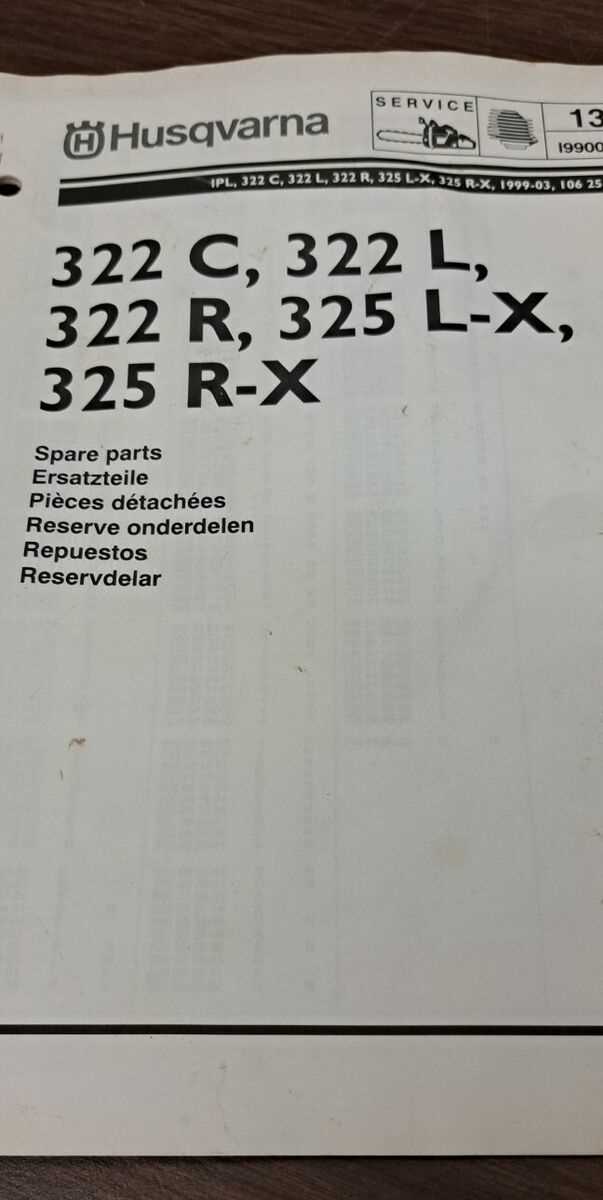 Husqvarna
SERVICE
13
19900
IPL, 322 C, 322 L, 322 R, 325 L-X, 325 R-X, 1999-03, 106 25
322 C, 322 L,
322 R, 325 L-X,
325 R-X
Spare parts
Ersatzteile
Pièces détachées
Reserve onderdelen
Repuestos
Reservdelar